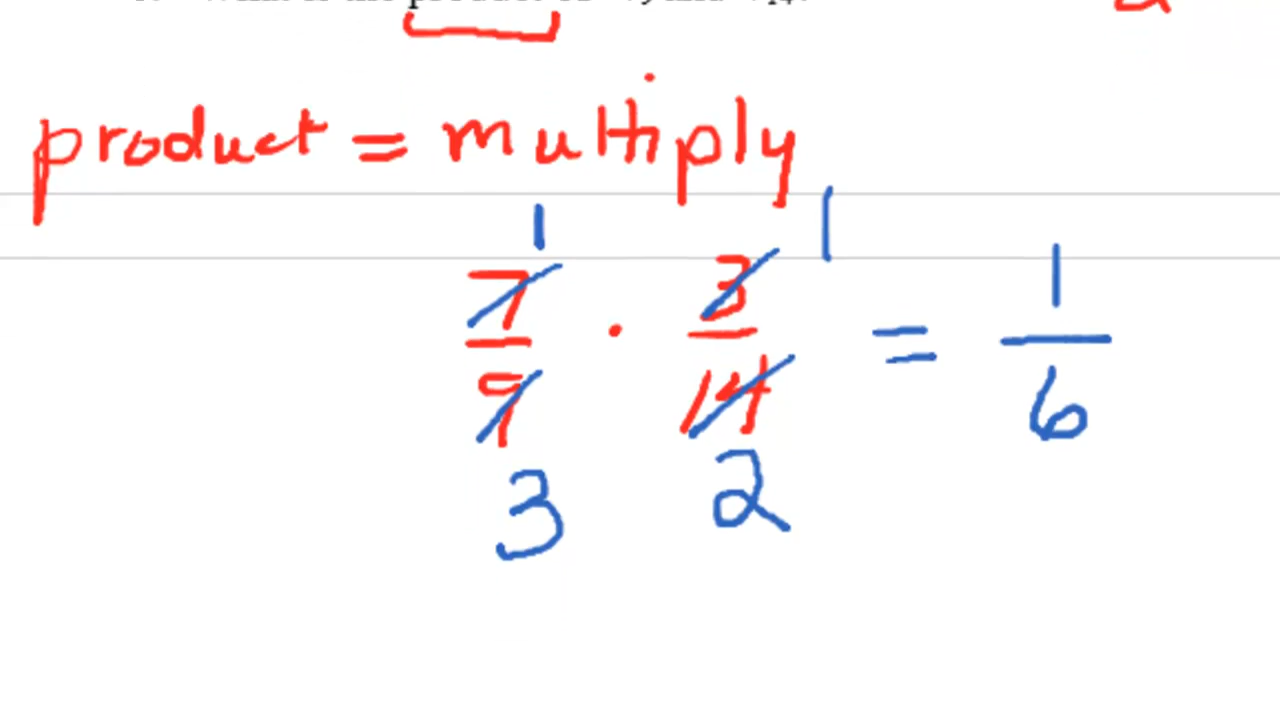 product = multiply
1 1
7/9 · 3/14 = 1/6
3 2